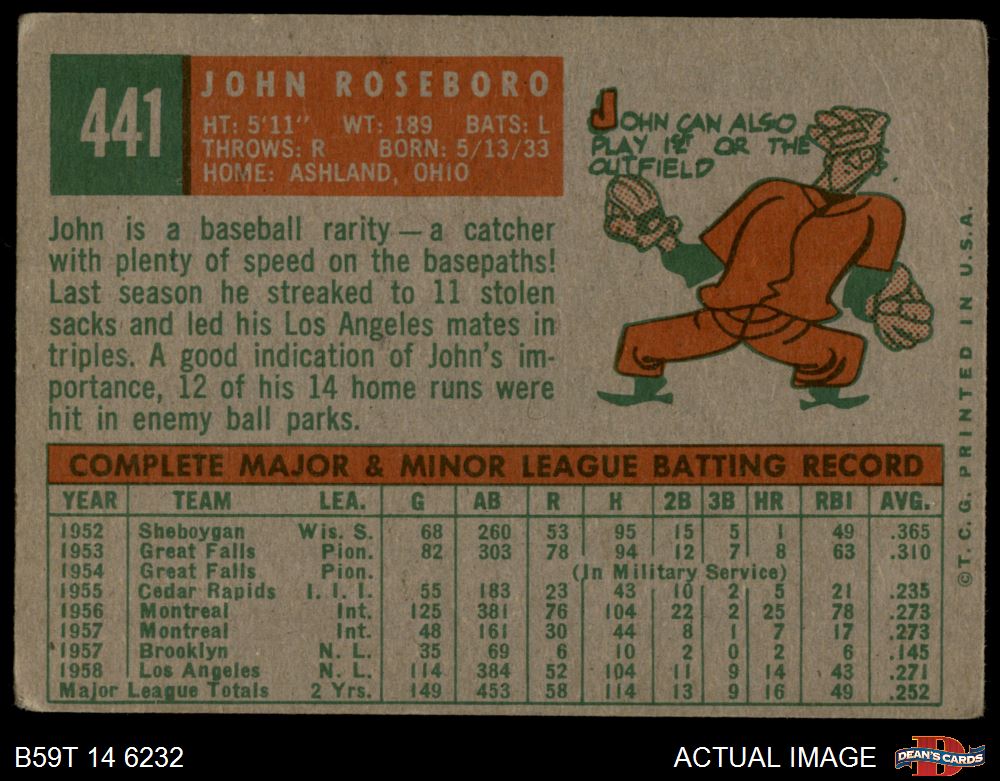 441
JOHN ROSEBORO
HT: 5'11" WT: 189 BATS: L
THROWS: R BORN: 5/13/33
HOME: ASHLAND, OHIO
JOHN CAN ALSO
PLAY 1ST OR THE
OUTFIELD
John is a baseball rarity — a catcher
with plenty of speed on the basepaths!
Last season he streaked to 11 stolen
sacks and led his Los Angeles mates in
triples. A good indication of John's im-
portance, 12 of his 14 home runs were
hit in enemy ball parks.
©T. C. G. PRINTED IN U.S.A.
COMPLETE MAJOR & MINOR LEAGUE BATTING RECORD
YEAR TEAM LEA. G AB R H 2B 3B HR RBI AVG.
1952 Sheboygan Wis. S. 68 260 53 95 15 5 1 49 .365
1953 Great Falls Pion. 82 303 78 94 12 7 8 63 .310
1954 Great Falls Pion. (In Military Service)
1955 Cedar Rapids I. I. I. 55 183 23 43 10 2 5 21 .235
1956 Montreal Int. 125 381 76 104 22 2 25 78 .273
1957 Montreal Int. 48 161 30 44 8 1 7 17 .273
1957 Brooklyn N. L. 35 69 6 10 2 0 2 6 .145
1958 Los Angeles N. L. 114 384 52 104 11 9 14 43 .271
Major League Totals 2 Yrs. 149 453 58 114 13 9 16 49 .252
B59T 14 6232
ACTUAL IMAGE
DEAN'S CARDS